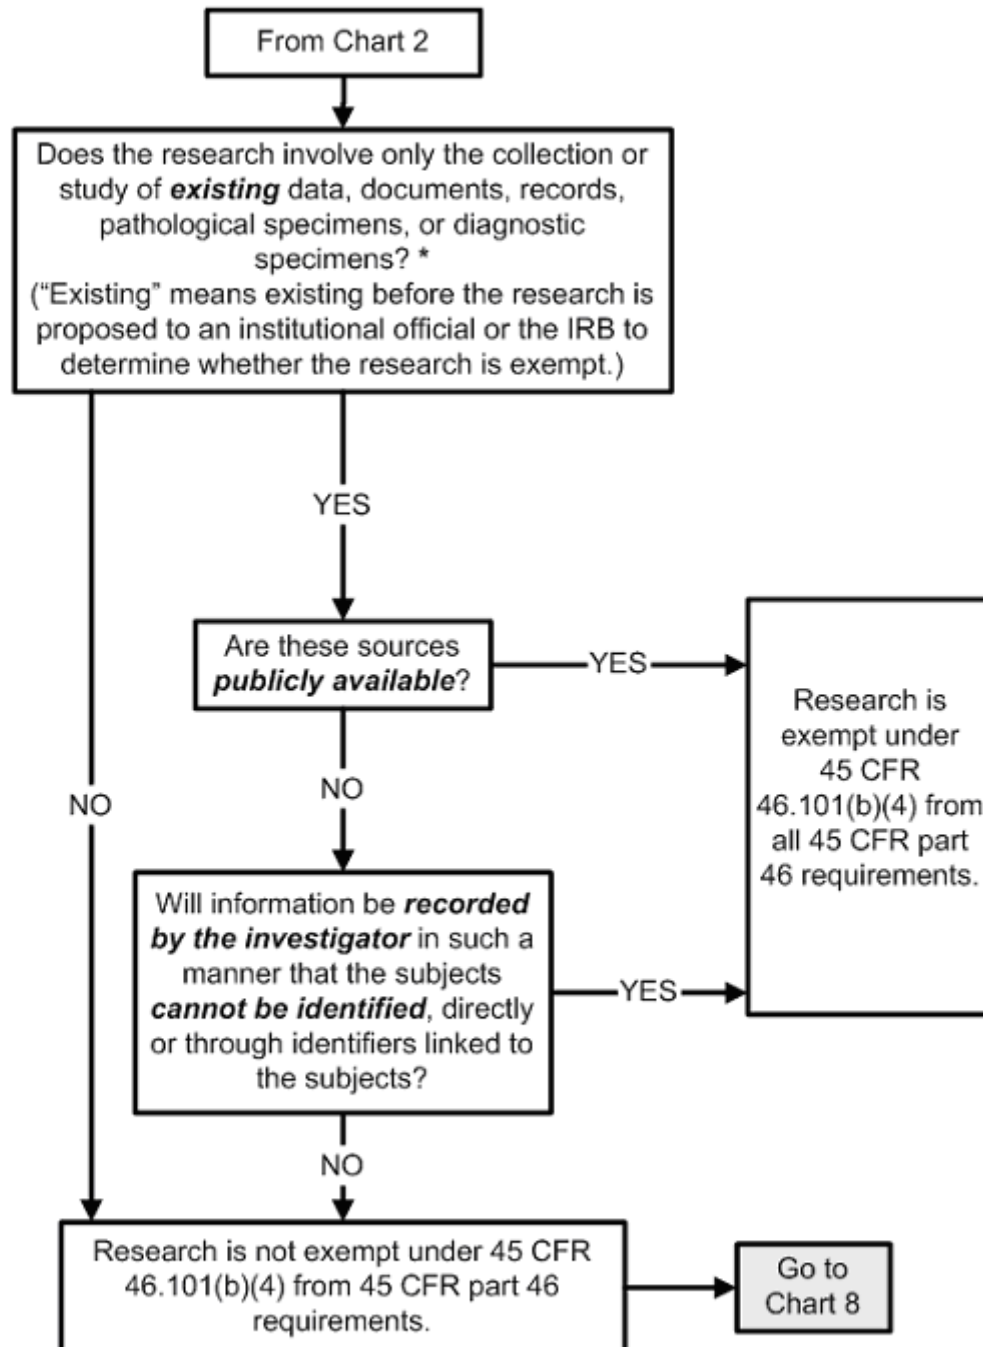 From Chart 2
Does the research involve only the collection or
study of existing data, documents, records,
pathological specimens, or diagnostic
specimens? *
(“Existing” means existing before the research is
proposed to an institutional official or the IRB to
determine whether the research is exempt.)
YES
Are these sources
publicly available?
YES
Research is
exempt under
45 CFR
46.101(b)(4) from
all 45 CFR part
46 requirements.
NO
NO
Will information be recorded
by the investigator in such a
manner that the subjects
cannot be identified, directly
or through identifiers linked to
the subjects?
YES
NO
Research is not exempt under 45 CFR
46.101(b)(4) from 45 CFR part 46
requirements.
Go to
Chart 8